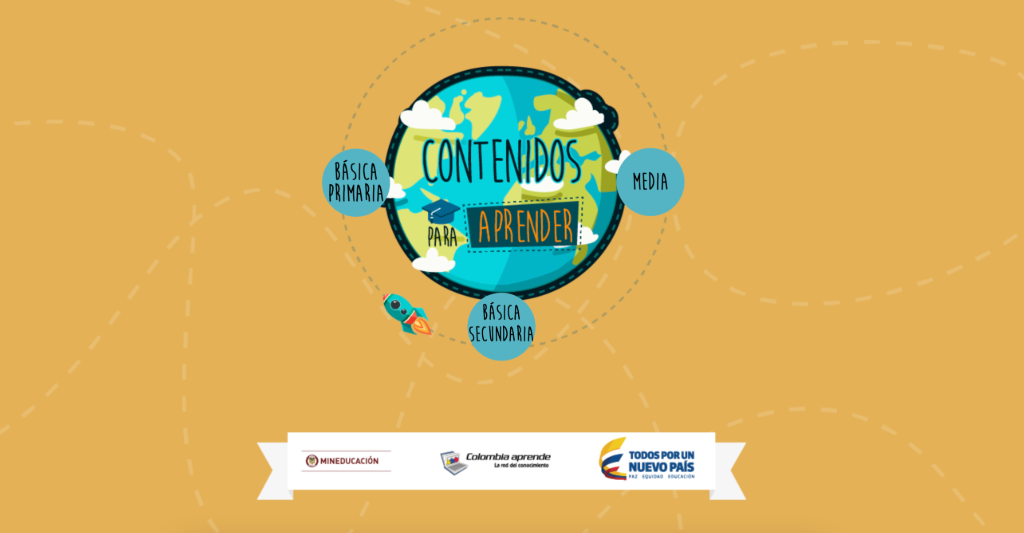 CONTENIDOS
PARA
APRENDER
BÁSICA
PRIMARIA
MEDIA
BÁSICA
SECUNDARIA
MINEDUCACIÓN
Colombia aprende
La red del conocimiento
TODOS POR UN
NUEVO PAÍS
PAZ EQUIDAD EDUCACIÓN